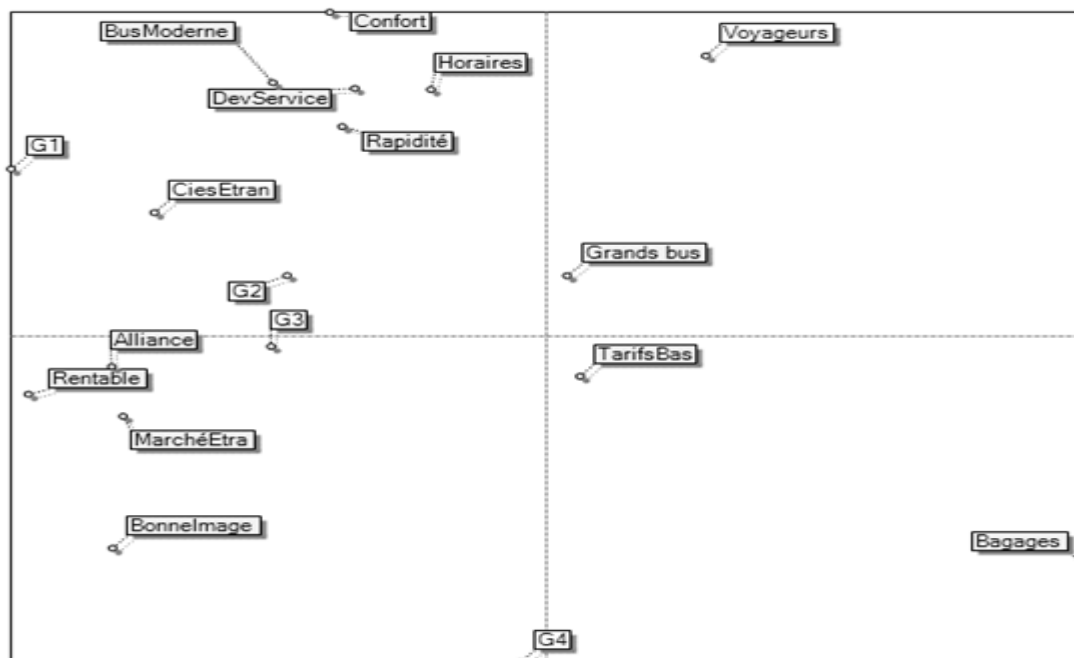 Confort
BusModerne
Voyageurs
Horaires
DevService
Rapidité
G1
CiesEtran
Grands bus
G2
G3
Alliance
TarifsBas
Rentable
MarchéEtra
BonneImage
Bagages
G4